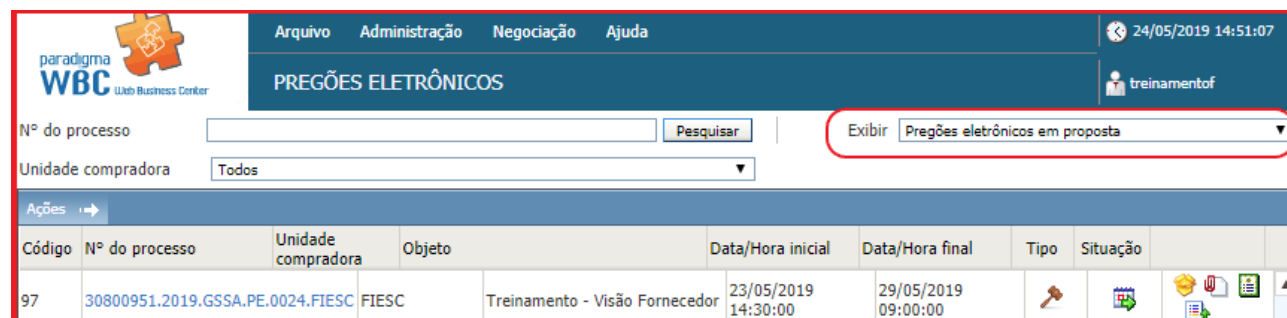 Arquivo Administração Negociação Ajuda
24/05/2019 14:51:07
paradigma
WBC Web Business Center
PREGÕES ELETRÔNICOS
treinamentof
Nº do processo Pesquisar Exibir Pregões eletrônicos em proposta
Unidade compradora Todos
Ações
Código Nº do processo Unidade compradora Objeto Data/Hora inicial Data/Hora final Tipo Situação
97 30800951.2019.GSSA.PE.0024.FIESC FIESC Treinamento - Visão Fornecedor 23/05/2019 14:30:00 29/05/2019 09:00:00